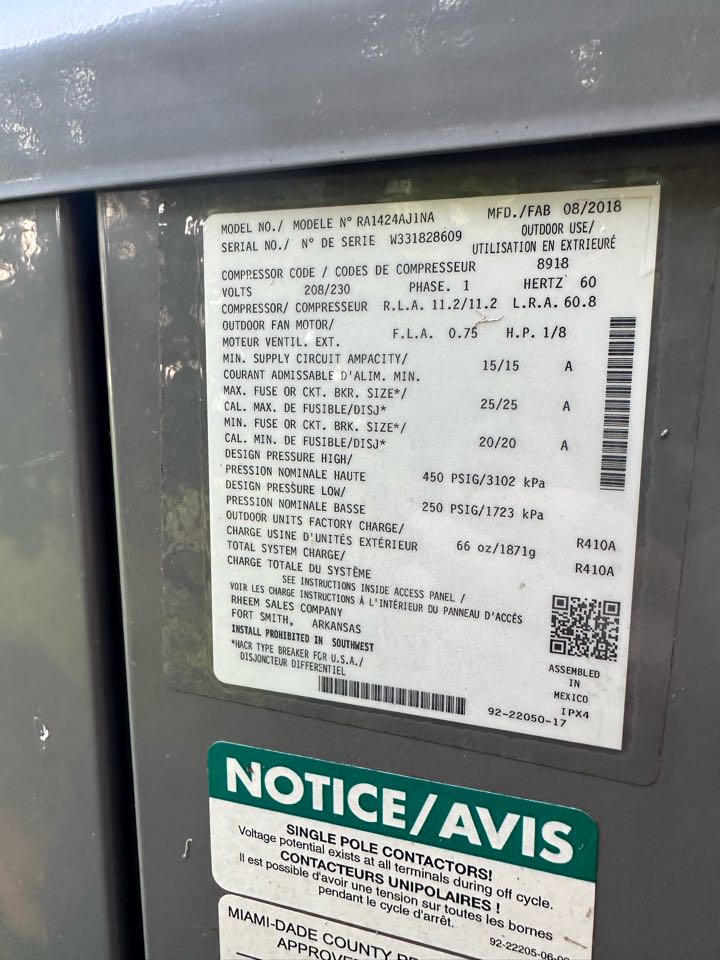 MODEL NO./ MODELE N° RA1424AJ1NA MFD./FAB 08/2018
SERIAL NO./ N° DE SERIE W331828609 OUTDOOR USE/
UTILISATION EN EXTRIEURÉ
COMPRESSOR CODE / CODES DE COMPRESSEUR 8918
VOLTS 208/230 PHASE. 1 HERTZ 60
COMPRESSOR/ COMPRESSEUR R.L.A. 11.2/11.2 L.R.A. 60.8
OUTDOOR FAN MOTOR/
MOTEUR VENTIL. EXT. F.L.A. 0.75 H.P. 1/8
MIN. SUPPLY CIRCUIT AMPACITY/
COURANT ADMISSABLE D'ALIM. MIN. 15/15 A
MAX. FUSE OR CKT. BKR. SIZE*/
CAL. MAX. DE FUSIBLE/DISJ* 25/25 A
MIN. FUSE OR CKT. BRK. SIZE*/
CAL. MIN. DE FUSIBLE/DISJ* 20/20 A
DESIGN PRESSURE HIGH/
PRESSION NOMINALE HAUTE 450 PSIG/3102 kPa
DESIGN PRESSURE LOW/
PRESSION NOMINALE BASSE 250 PSIG/1723 kPa
OUTDOOR UNITS FACTORY CHARGE/
CHARGE USINE D'UNITÉS EXTÉRIEUR 66 oz/1871g R410A
TOTAL SYSTEM CHARGE/
CHARGE TOTALE DU SYSTÈME R410A
SEE INSTRUCTIONS INSIDE ACCESS PANEL /
VOIR LES CHARGE INSTRUCTIONS À L'INTÉRIEUR DU PANNEAU D'ACCÉS
RHEEM SALES COMPANY
FORT SMITH, ARKANSAS
INSTALL PROHIBITED IN SOUTHWEST
*HACR TYPE BREAKER FOR U.S.A./
DISJONCTEUR DIFFERENTIEL
ASSEMBLED
IN
MEXICO
IPX4
92-22050-17
NOTICE/AVIS
SINGLE POLE CONTACTORS!
Voltage potential exists at all terminals during off cycle.
CONTACTEURS UNIPOLAIRES !
Il est possible d'avoir une tension sur toutes les bornes
pendant le cycle d'arrêt.
92-22205-06-0
MIAMI-DADE COUNTY
APPROVE